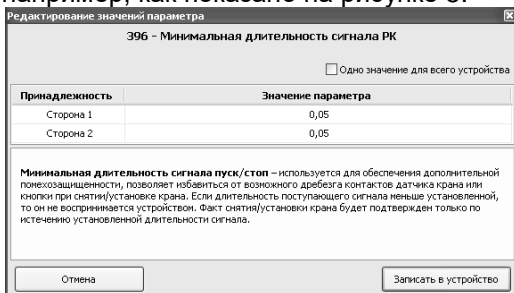 например, как показано на рисунке
Редактирование значений параметра
396 - Минимальная длительность сигнала РК
Одно значение для всего устройства
Принадлежность Значение параметра
Сторона 1 0,05
Сторона 2 0,05
Минимальная длительность сигнала пуск/стоп – используется для обеспечения дополнительной
помехозащищенности, позволяет избавиться от возможного дребезга контактов датчика крана или
кнопки при снятии/установке крана. Если длительность поступающего сигнала меньше установленной,
то он не воспринимается устройством. Факт снятия/установки крана будет подтвержден только по
истечению установленной длительности сигнала.
Отмена Записать в устройство